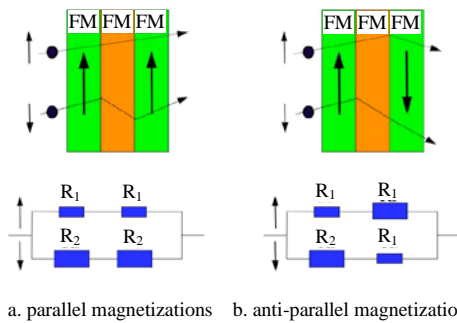 FM FM FM FM FM FM
R1 R1 R1 R1
R2 R2 R2 R1
a. parallel magnetizations b. anti-parallel magnetizatio